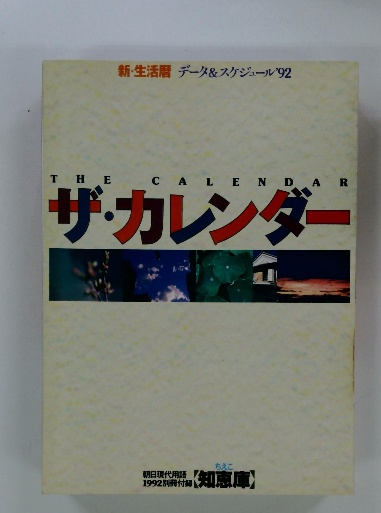 新・生活暦 データ&スケジュール'92
THE CALENDAR
ザ・カレンダー
ちえこ
朝日現代用語
1992別冊付録【知恵庫】